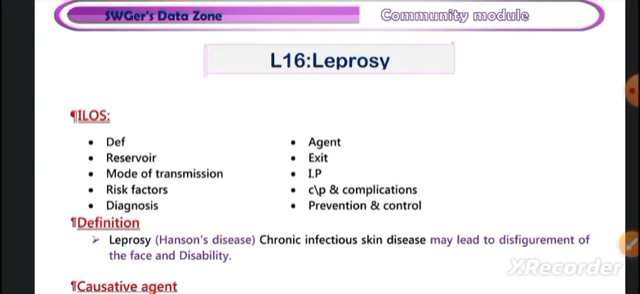 SWGer's Data Zone
Community module
L16:Leprosy
¶ILOS:
• Def
• Reservoir
• Mode of transmission
• Risk factors
• Diagnosis
• Agent
• Exit
• I.P
• c\p & complications
• Prevention & control
¶Definition
➢ Leprosy (Hanson's disease) Chronic infectious skin disease may lead to disfigurement of
the face and Disability.
¶Causative agent
XRecorder